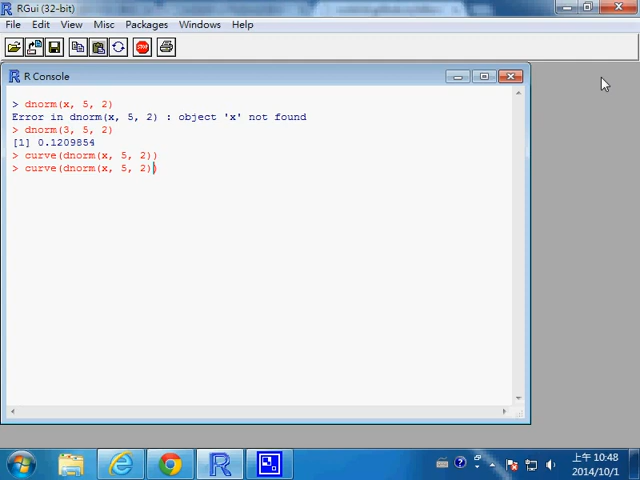 RGui (32-bit)
File Edit View Misc Packages Windows Help
STOP
R Console
> dnorm(x, 5, 2)
Error in dnorm(x, 5, 2) : object 'x' not found
> dnorm(3, 5, 2)
[1] 0.1209854
> curve(dnorm(x, 5, 2))
> curve(dnorm(x, 5, 2))
上午 10:48
2014/10/1